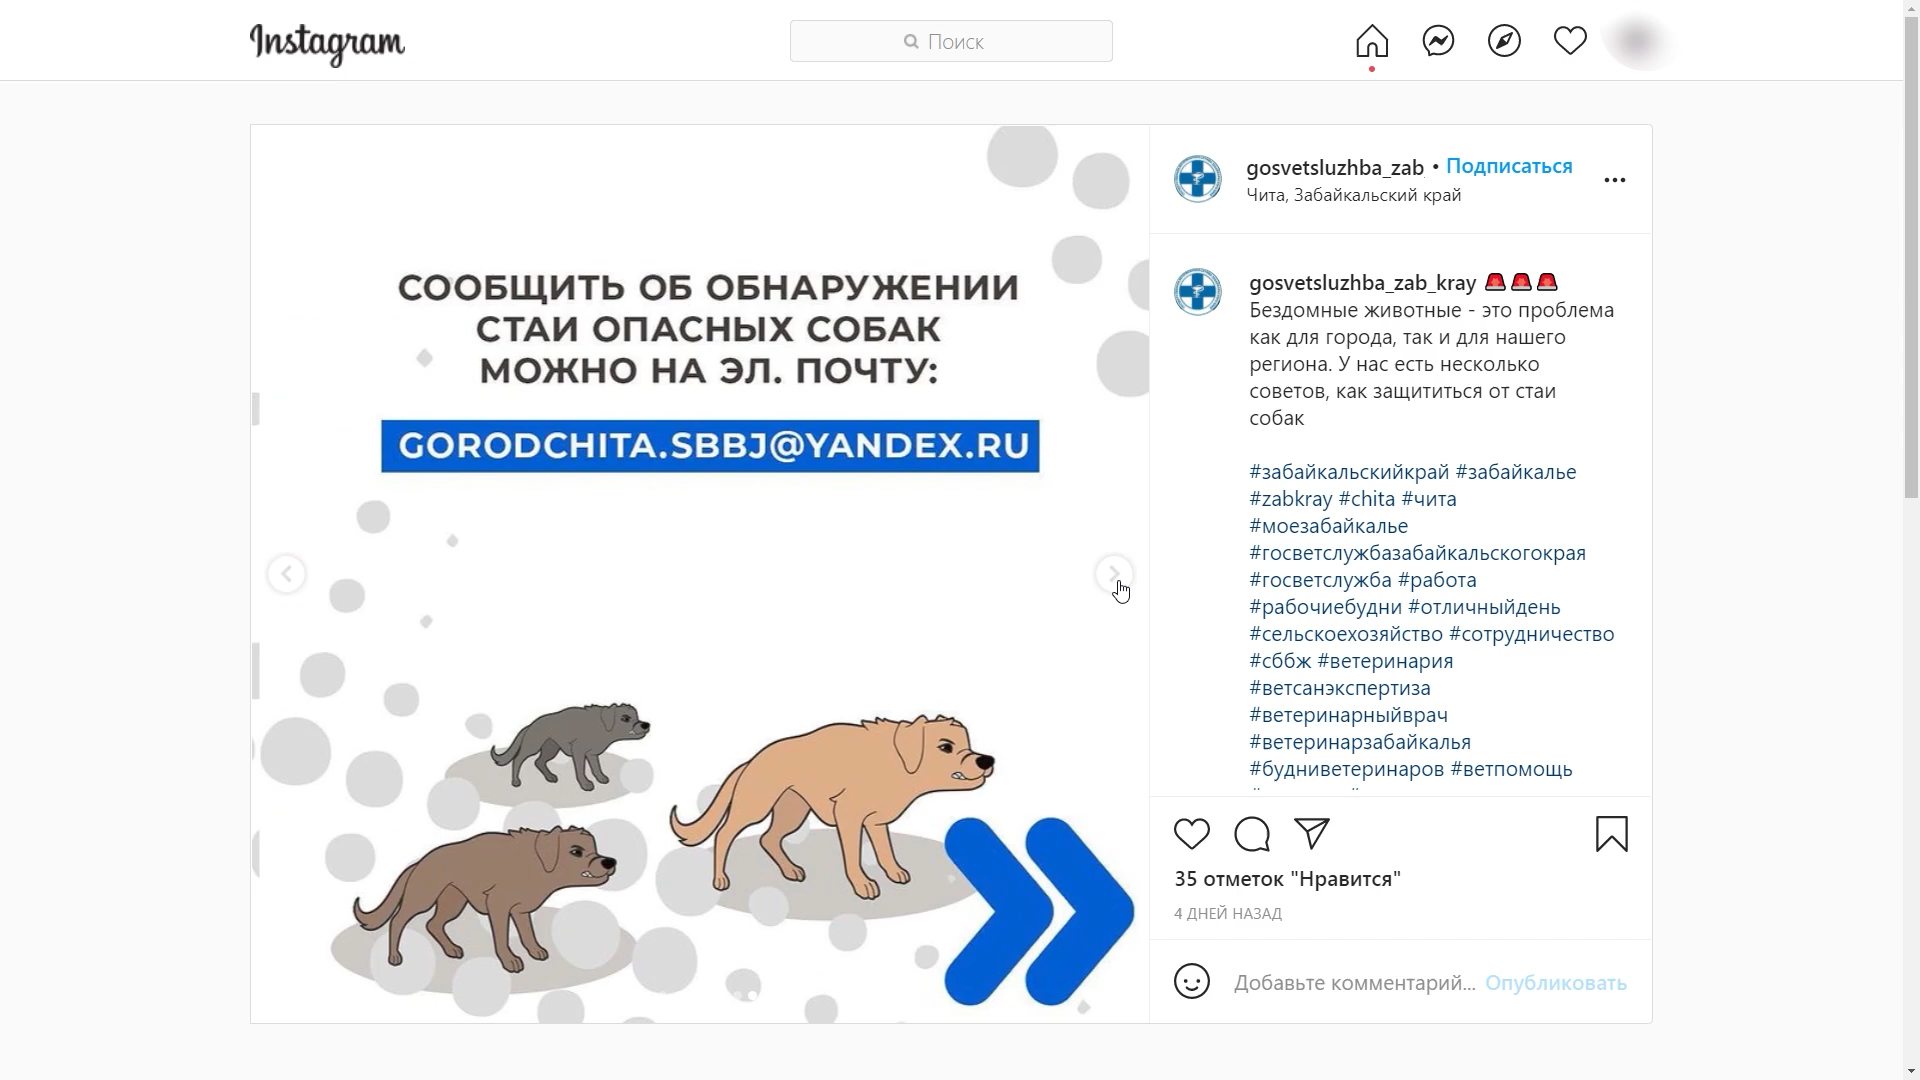 Instagram
Поиск
СООБЩИТЬ ОБ ОБНАРУЖЕНИИ
СТАИ ОПАСНЫХ СОБАК
МОЖНО НА ЭЛ. ПОЧТУ:
GORODCHITA.SBBJ@YANDEX.RU
gosvetsluzhba_zab • Подписаться
Чита, Забайкальский край
gosvetsluzhba_zab_kray 🚨🚨🚨
Бездомные животные - это проблема
как для города, так и для нашего
региона. У нас есть несколько
советов, как защититься от стаи
собак
#забайкальскийкрай #забайкалье
#zabkray #chita #чита
#моезабайкалье
#госветслужбазабайкальскогокрая
#госветслужба #работа
#рабочиебудни #отличныйдень
#сельскоехозяйство #сотрудничество
#сббж #ветеринария
#ветсанэкспертиза
#ветеринарныйврач
#ветеринарзабайкалья
#будниветеринаров #ветпомощь
35 отметок "Нравится"
4 ДНЕЙ НАЗАД
Добавьте комментарий... Опубликовать